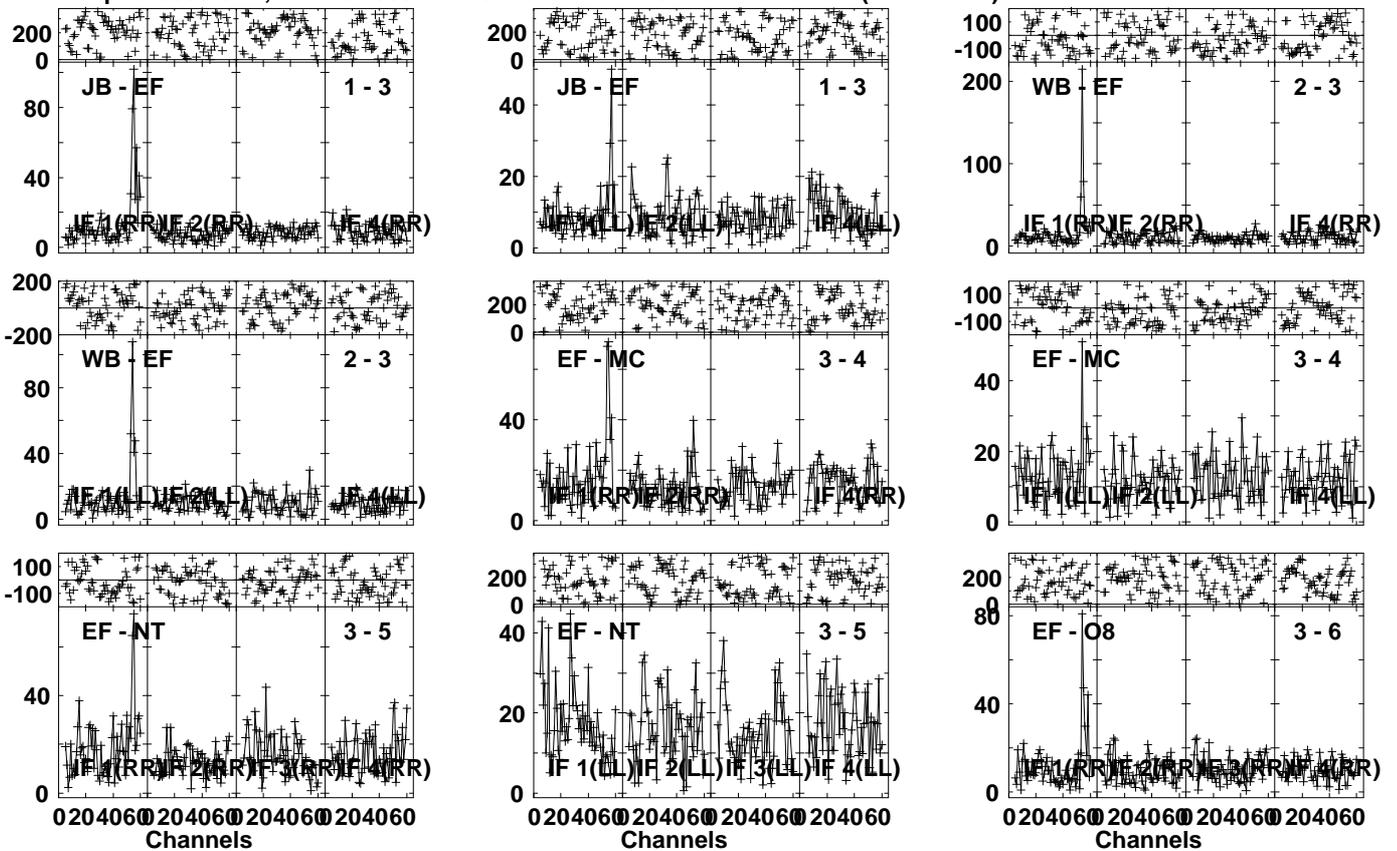 200
0
JB - EF 1 - 3
80
40
0
IF 1(RR) IF 2(RR) IF 4(RR)
200
0
JB - EF 1 - 3
40
20
0
IF 1(LL) IF 2(LL) IF 4(LL)
100
-100
WB - EF 2 - 3
200
100
0
IF 1(RR) IF 2(RR) IF 4(RR)
200
-200
WB - EF 2 - 3
80
40
0
IF 1(LL) IF 2(LL) IF 4(LL)
200
0
EF - MC 3 - 4
40
0
IF 1(RR) IF 2(RR) IF 4(RR)
100
-100
EF - MC 3 - 4
40
20
0
IF 1(LL) IF 2(LL) IF 4(LL)
100
-100
EF - NT 3 - 5
40
0
IF 1(RR) IF 2(RR) IF 3(RR) IF 4(RR)
0 20 40 60 0 20 40 60 0 20 40 60 0 20 40 60
Channels
200
0
EF - NT 3 - 5
40
20
0
IF 1(LL) IF 2(LL) IF 3(LL) IF 4(LL)
0 20 40 60 0 20 40 60 0 20 40 60 0 20 40 60
Channels
200
0
80
EF - O8 3 - 6
40
0
IF 1(RR) IF 2(RR) IF 3(RR) IF 4(RR)
0 20 40 60 0 20 40 60 0 20 40 60 0 20 40 60
Channels